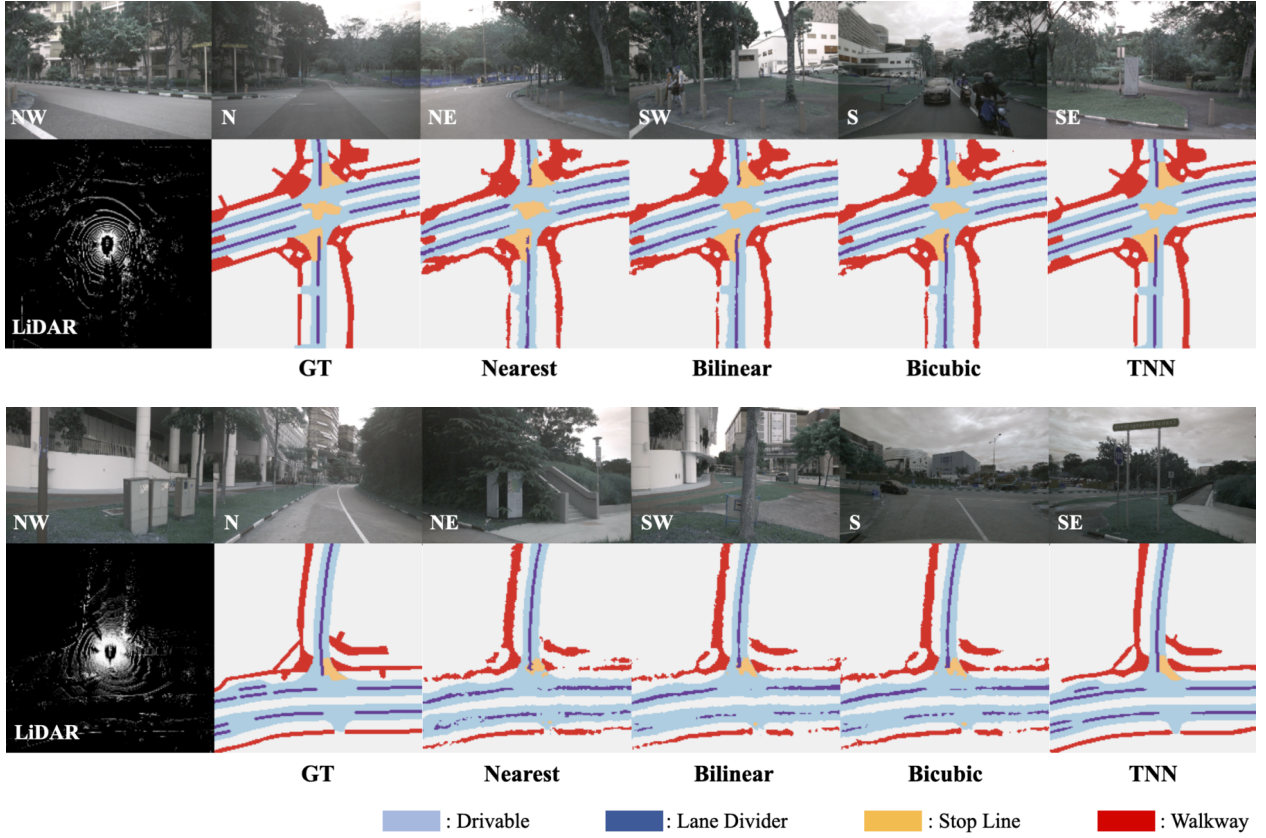 NW N NE SW S SE
LiDAR
GT Nearest Bilinear Bicubic TNN
NW N NE SW S SE
LiDAR
GT Nearest Bilinear Bicubic TNN
: Drivable : Lane Divider : Stop Line : Walkway